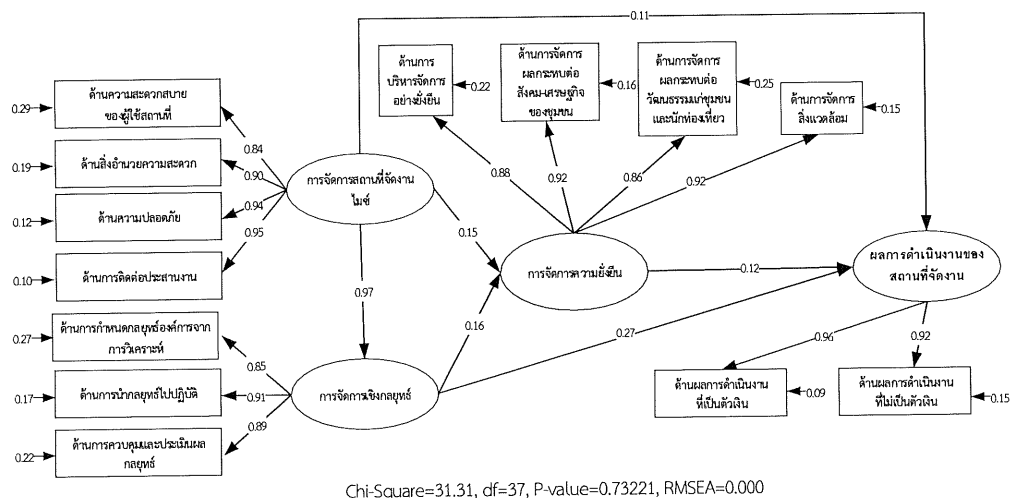 0.11
ด้านการ
บริหารจัดการ
อย่างยั่งยืน
0.22
ด้านการจัดการ
ผลกระทบต่อ
สังคม-เศรษฐกิจ
ของชุมชน
0.16
ด้านการจัดการ
ผลกระทบต่อ
วัฒนธรรมแก่ชุมชน
และนักท่องเที่ยว
0.25
ด้านการจัดการ
สิ่งแวดล้อม
0.15
0.29
ด้านความสะดวกสบาย
ของผู้ใช้สถานที่
0.84
0.19
ด้านสิ่งอำนวยความสะดวก
0.90
0.12
ด้านความปลอดภัย
0.94
0.10
ด้านการติดต่อประสานงาน
0.95
การจัดการสถานที่จัดงาน
ไมซ์
0.88
0.92
0.86
0.92
0.15
การจัดการความยั่งยืน
0.12
ผลการดำเนินงานของ
สถานที่จัดงาน
0.97
0.16
0.27
0.27
ด้านการกำหนดกลยุทธ์องค์การจาก
การวิเคราะห์
0.85
0.17
ด้านการนำกลยุทธ์ไปปฏิบัติ
0.91
0.22
ด้านการควบคุมและประเมินผล
กลยุทธ์
0.89
การจัดการเชิงกลยุทธ์
0.96
0.92
ด้านผลการดำเนินงาน
ที่เป็นตัวเงิน
0.09
ด้านผลการดำเนินงาน
ที่ไม่เป็นตัวเงิน
0.15
Chi-Square=31.31, df=37, P-value=0.73221, RMSEA=0.000